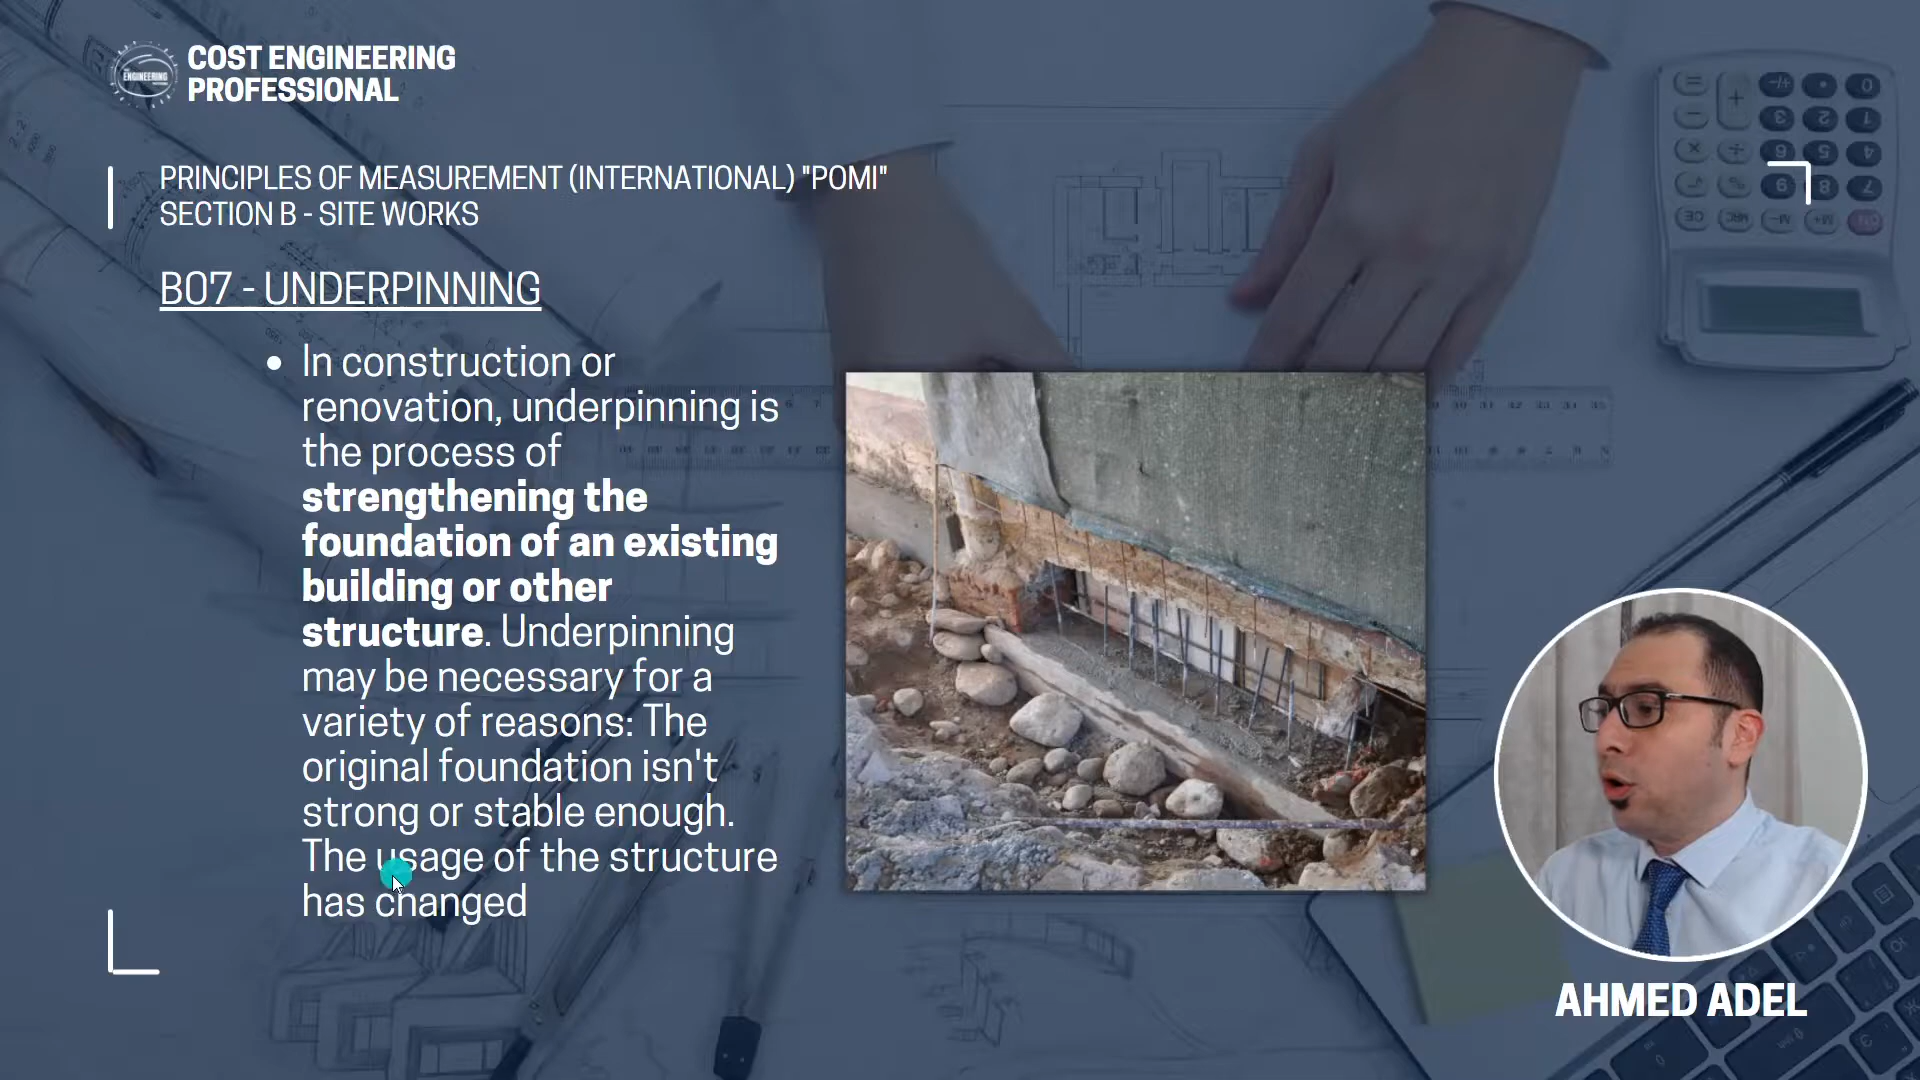 ENGINEERING
COST ENGINEERING
PROFESSIONAL
PRINCIPLES OF MEASUREMENT (INTERNATIONAL) "POMI"
SECTION B - SITE WORKS
B07 - UNDERPINNING
• In construction or
renovation, underpinning is
the process of
strengthening the
foundation of an existing
building or other
structure. Underpinning
may be necessary for a
variety of reasons: The
original foundation isn't
strong or stable enough.
The usage of the structure
has changed
AHMED ADEL